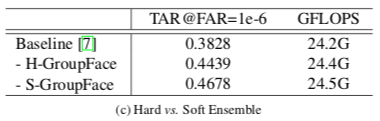 TAR@FAR=1e-6 GFLOPS
Baseline [7] 0.3828 24.2G
- H-GroupFace 0.4439 24.4G
- S-GroupFace 0.4678 24.5G
(c) Hard vs. Soft Ensemble